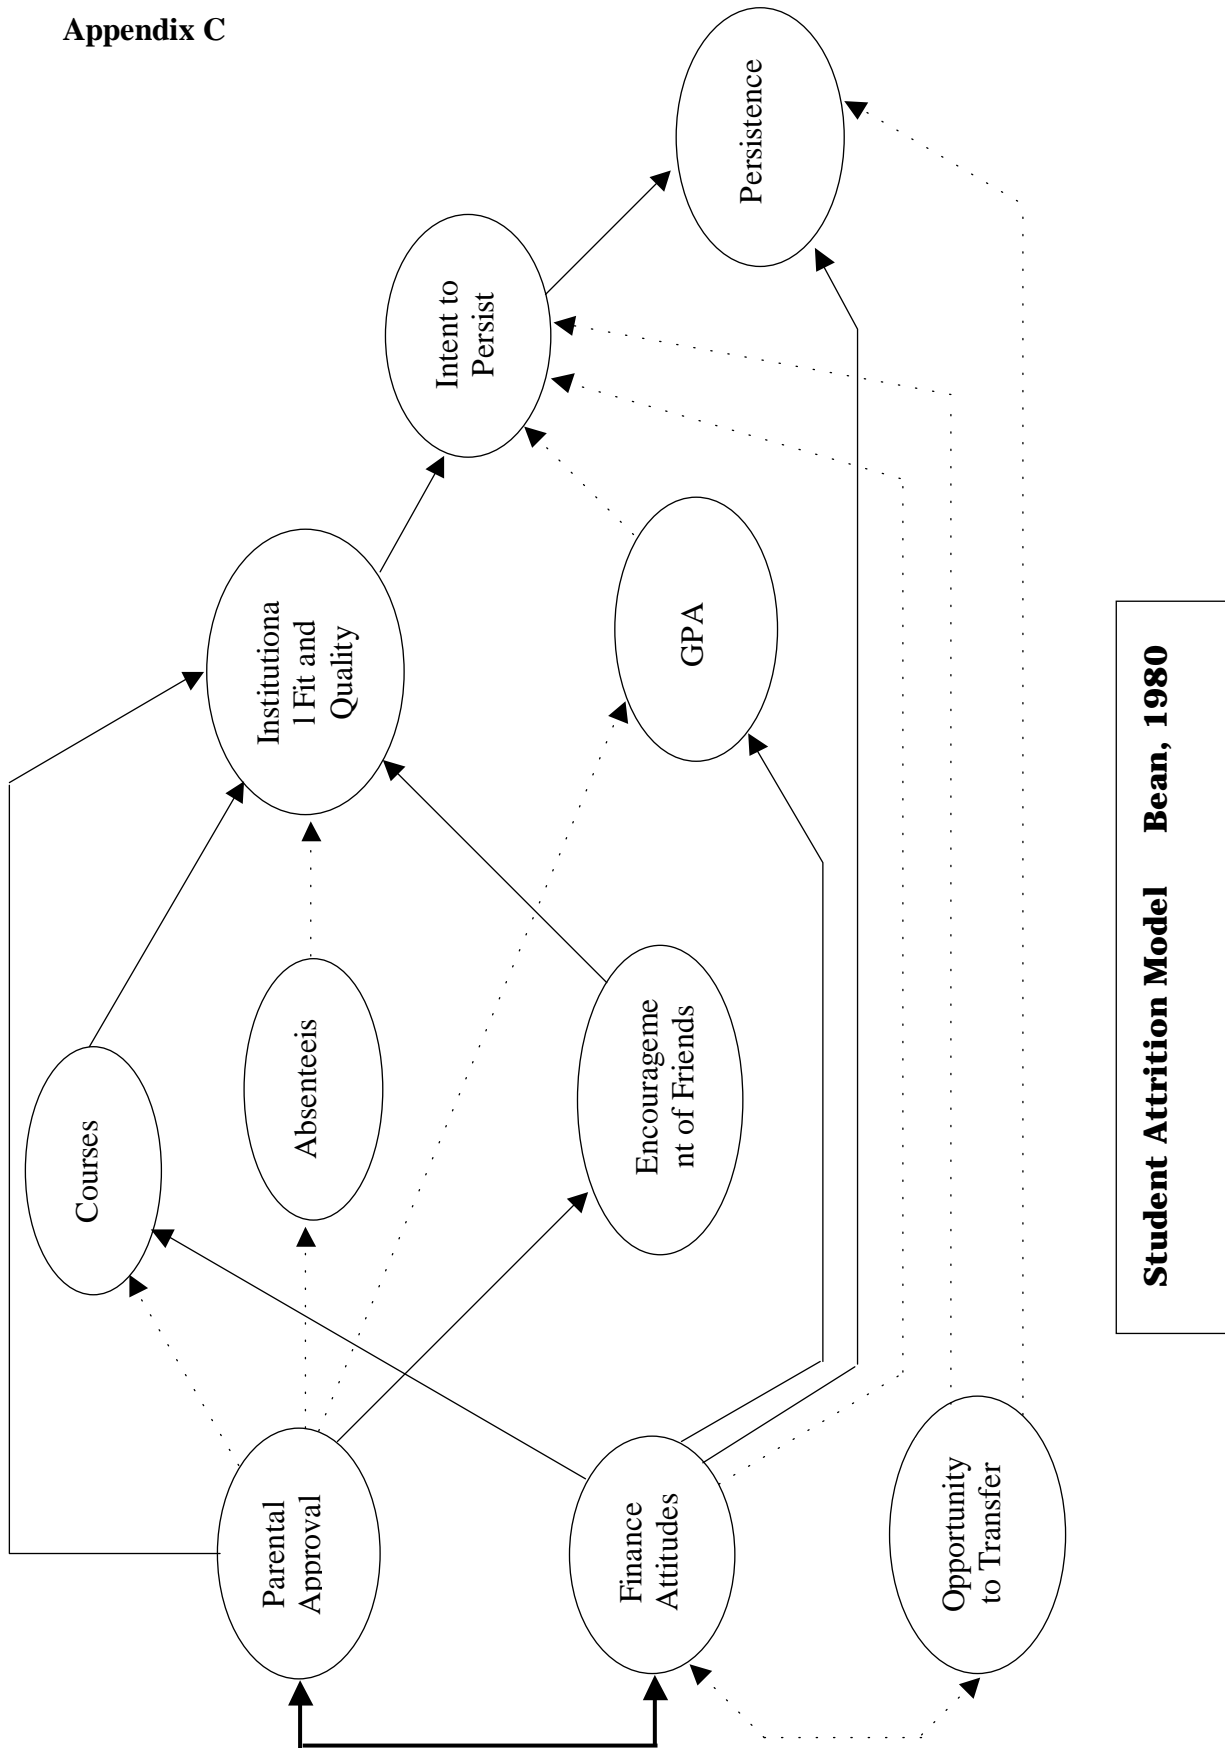 Appendix C
Parental
Approval
Finance
Attitudes
Opportunity
to Transfer
Courses
Absenteeis
Encourageme
nt of Friends
Institutiona
l Fit and
Quality
GPA
Intent to
Persist
Persistence
Student Attrition Model Bean, 1980